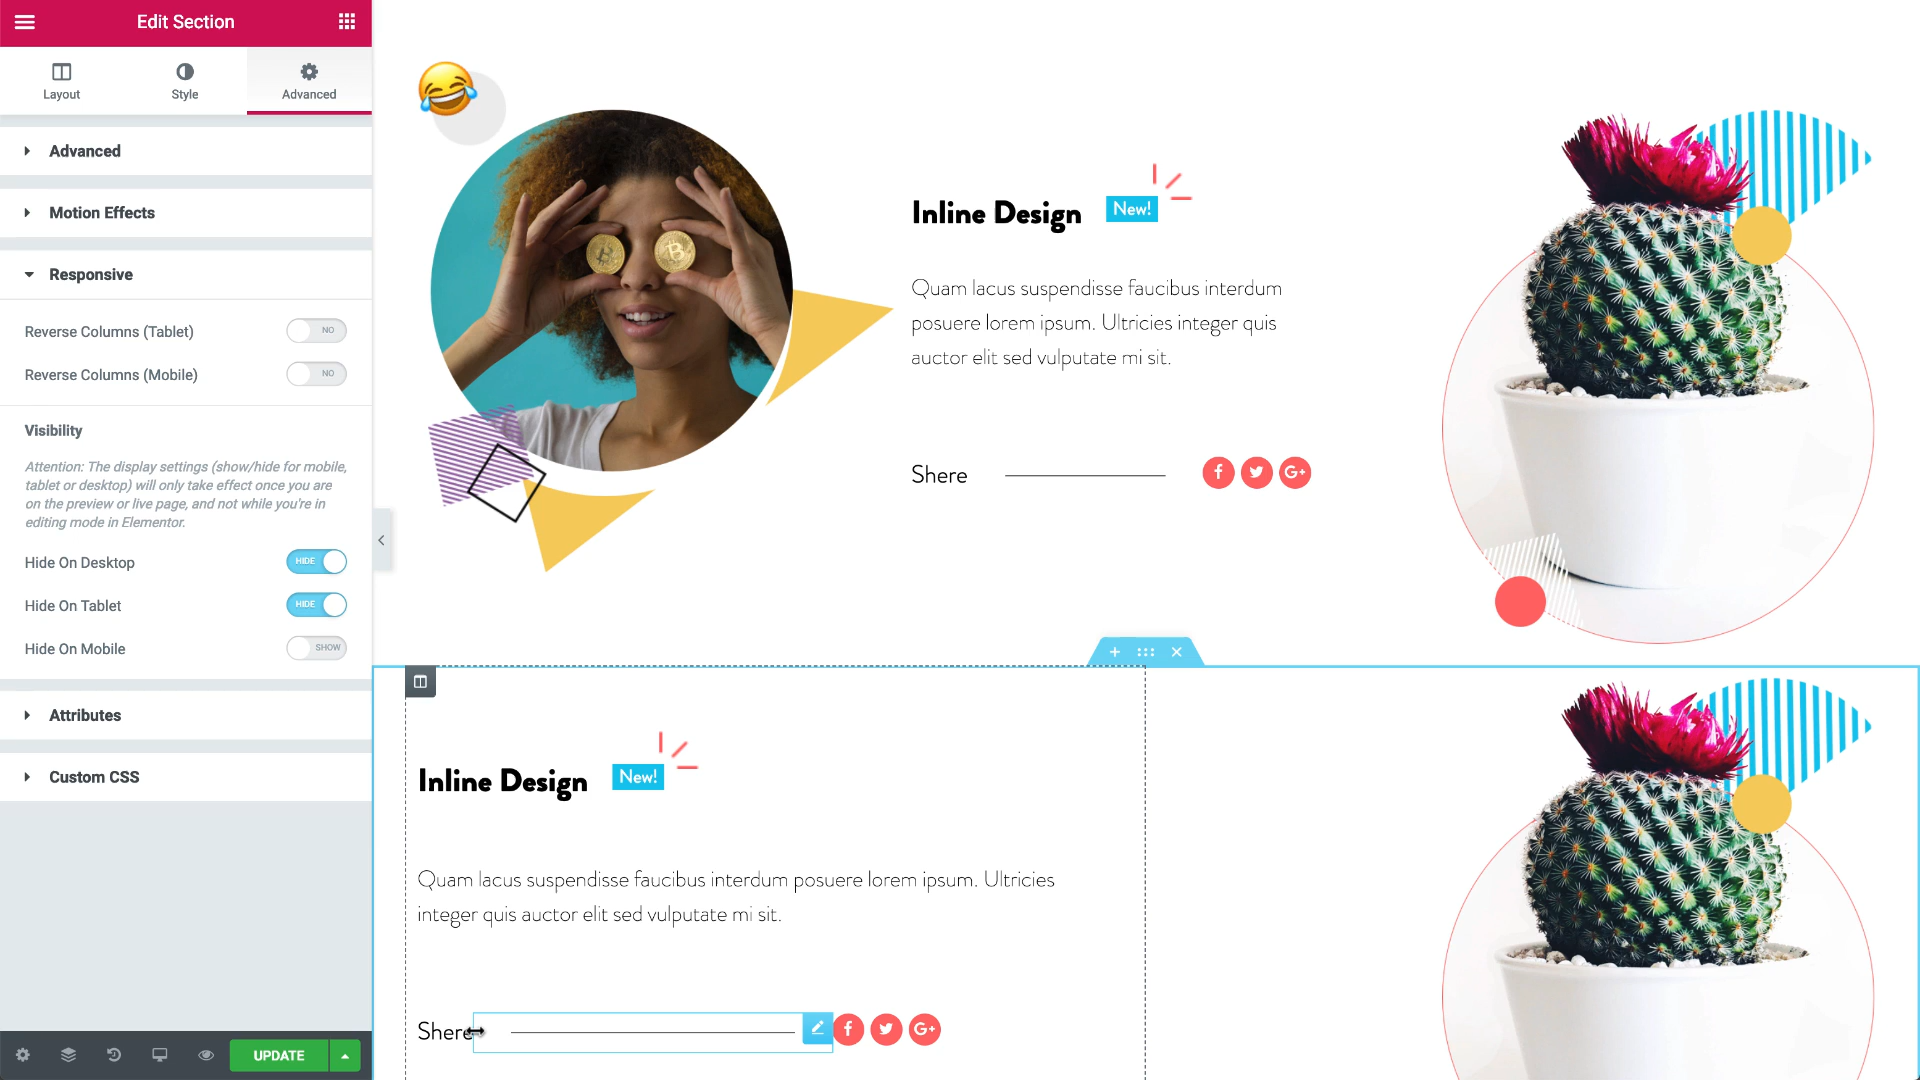 Edit Section
Layout
Style
Advanced
Advanced
Motion Effects
Responsive
Reverse Columns (Tablet)
NO
Reverse Columns (Mobile)
NO
Visibility
Attention: The display settings (show/hide for mobile,
tablet or desktop) will only take effect once you are
on the preview or live page, and not while you're in
editing mode in Elementor.
Hide On Desktop
HIDE
Hide On Tablet
HIDE
Hide On Mobile
SHOW
Attributes
Custom CSS
UPDATE
Inline Design
New!
Quam lacus suspendisse faucibus interdum
posuere lorem ipsum. Ultricies integer quis
auctor elit sed vulputate mi sit.
Shere
f
G+
Inline Design
New!
Quam lacus suspendisse faucibus interdum posuere lorem ipsum. Ultricies
integer quis auctor elit sed vulputate mi sit.
Shere
f
G+